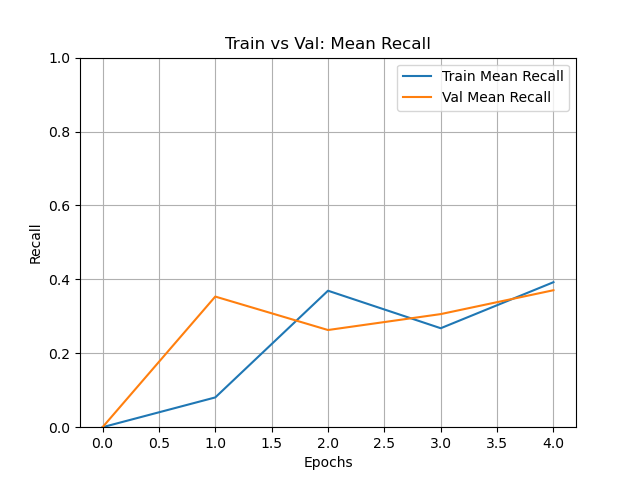 Train vs Val: Mean Recall
1.0
0.8
0.6
0.4
0.2
0.0
Recall
Train Mean Recall
Val Mean Recall
0.0 0.5 1.0 1.5 2.0 2.5 3.0 3.5 4.0
Epochs